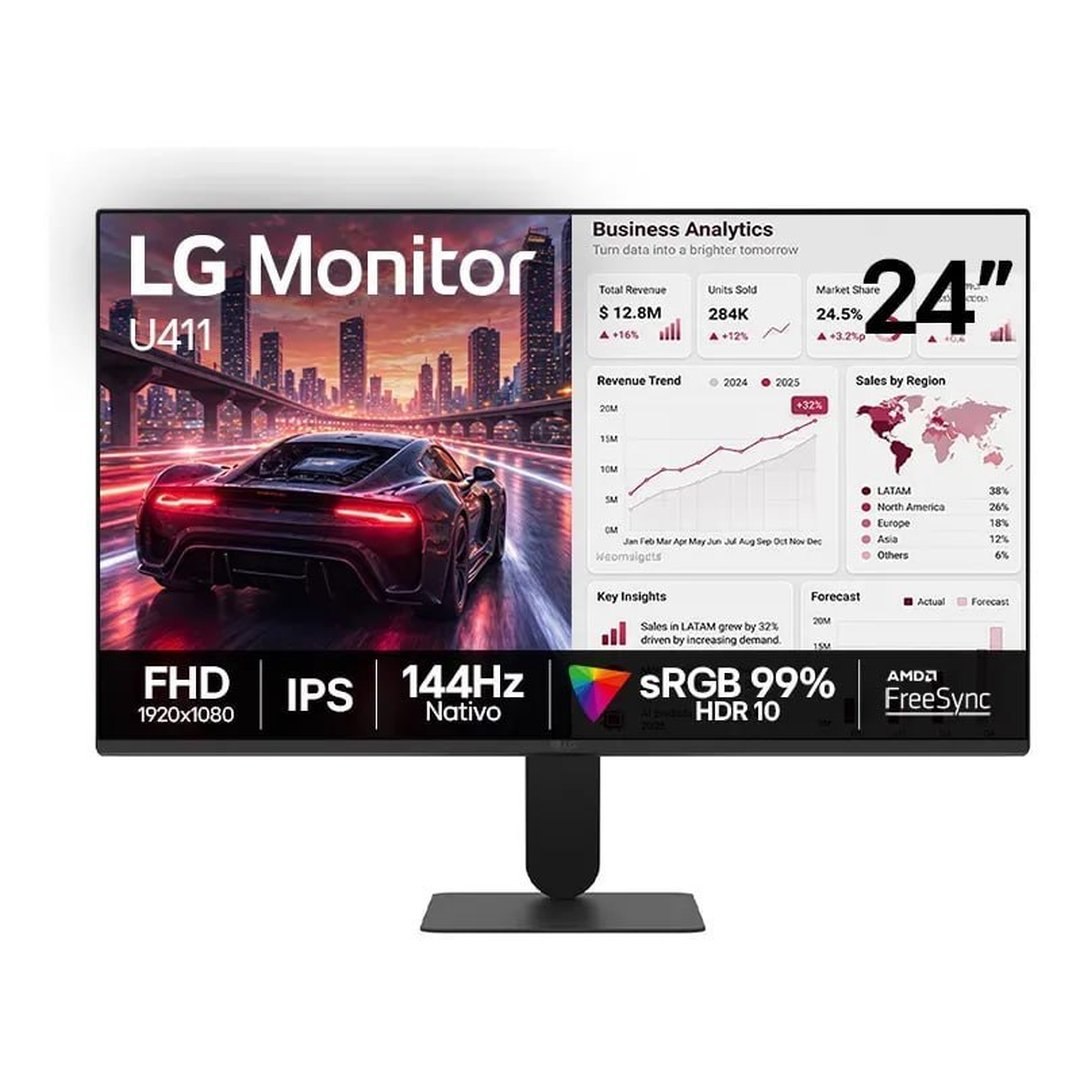 LG Monitor
U411
24"
Business Analytics
Turn data into a brighter tomorrow
Total Revenue
$ 12.8M
+16%
Units Sold
284K
+12%
Market Share
24.5%
+3.2%p
Revenue Trend
2024
2025
+32%
20M
15M
10M
5M
0M
Jan Feb Mar Apr May Jun Jul Aug Sep Oct Nov Dec
Sales by Region
LATAM 38%
North America 26%
Europe 18%
Asia 12%
Others 6%
Key Insights
Sales in LATAM grew by 32%
driven by increasing demand.
Forecast
Actual
Forecast
20M
15M
FHD
1920x1080
IPS
144Hz
Nativo
sRGB 99%
HDR 10
AMD
FreeSync